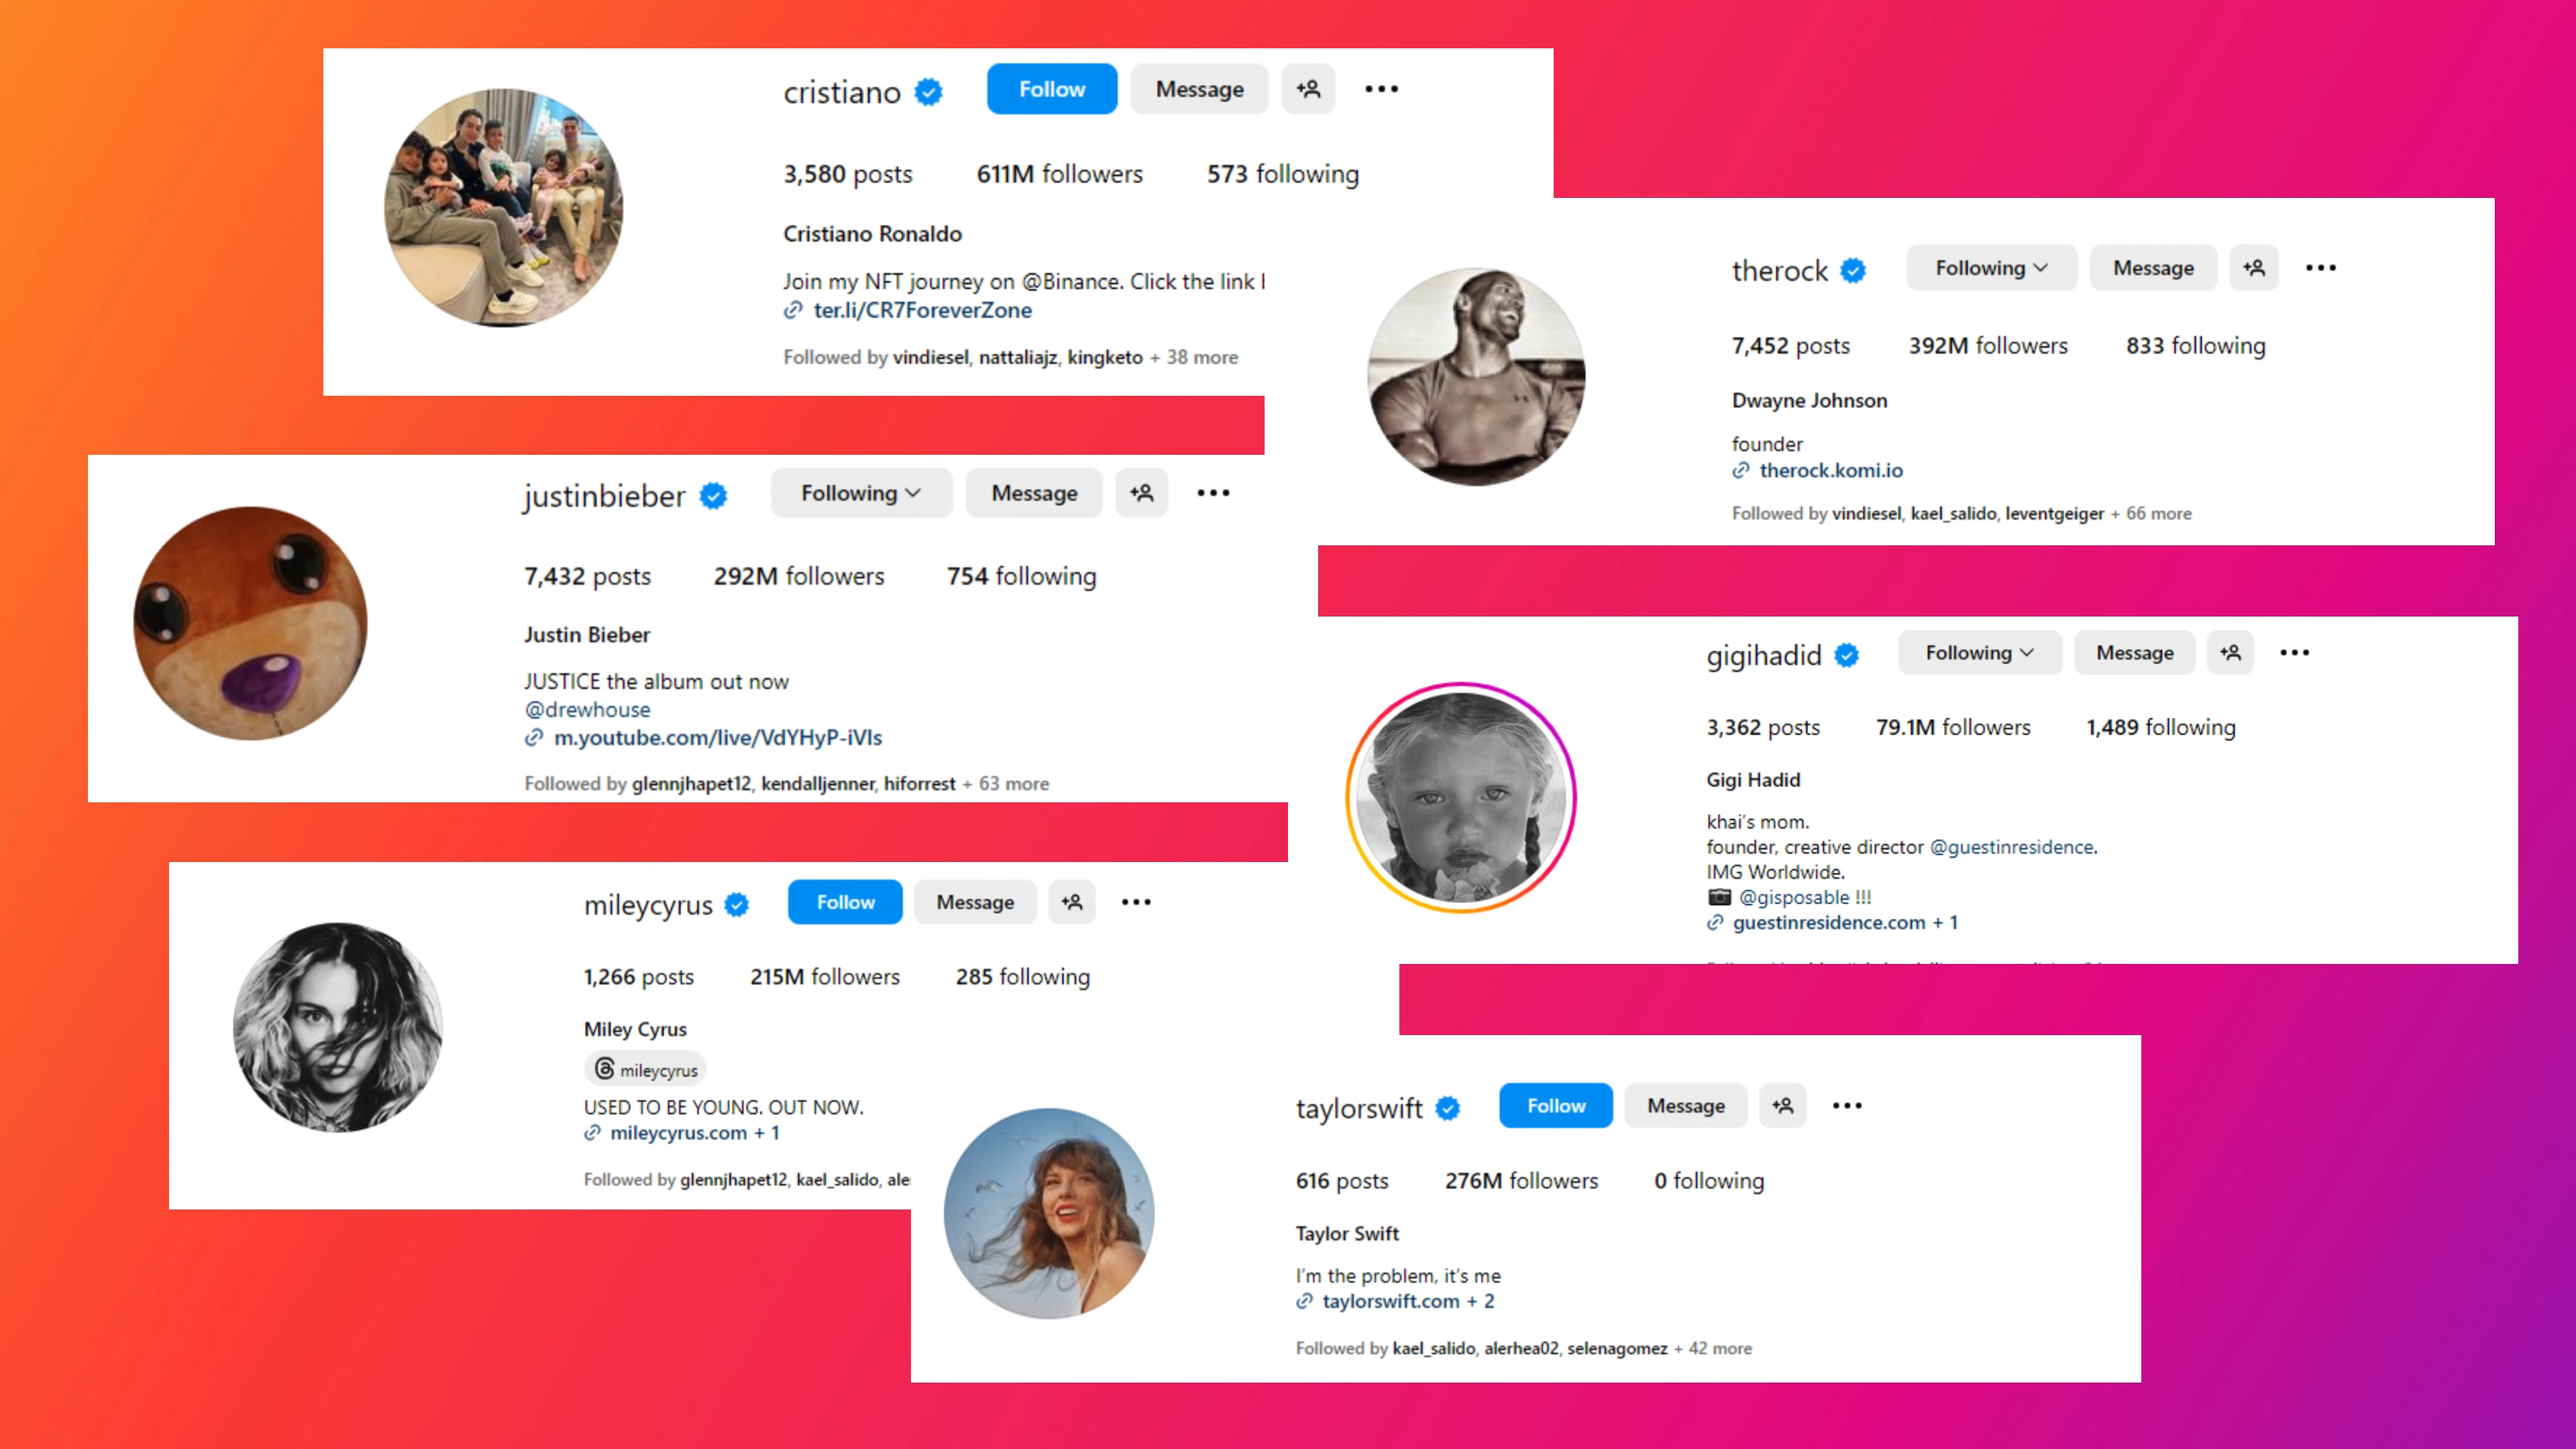 cristiano Follow Message
3,580 posts 611M followers 573 following
Cristiano Ronaldo
Join my NFT journey on @Binance. Click the link
ter.li/CR7ForeverZone
Followed by vindiesel, nattaliajz, kingketo + 38 more
therock Following Message
7,452 posts 392M followers 833 following
Dwayne Johnson
founder
therock.komi.io
Followed by vindiesel, kael_salido, leventgeiger + 66 more
justinbieber Following Message
7,432 posts 292M followers 754 following
Justin Bieber
JUSTICE the album out now
@drewhouse
m.youtube.com/live/VdYHyP-iVIs
Followed by glennjhapet12, kendalljenner, hiforrest + 63 more
gigihadid Following Message
3,362 posts 79.1M followers 1,489 following
Gigi Hadid
khai's mom.
founder, creative director @guestinresidence.
IMG Worldwide.
@gisposable !!!
guestinresidence.com + 1
mileycyrus Follow Message
1,266 posts 215M followers 285 following
Miley Cyrus
mileycyrus
USED TO BE YOUNG. OUT NOW.
mileycyrus.com + 1
Followed by glennjhapet12, kael_salido, ale
taylorswift Follow Message
616 posts 276M followers 0 following
Taylor Swift
I'm the problem, it's me
taylorswift.com + 2
Followed by kael_salido, alerhea02, selenagomez + 42 more